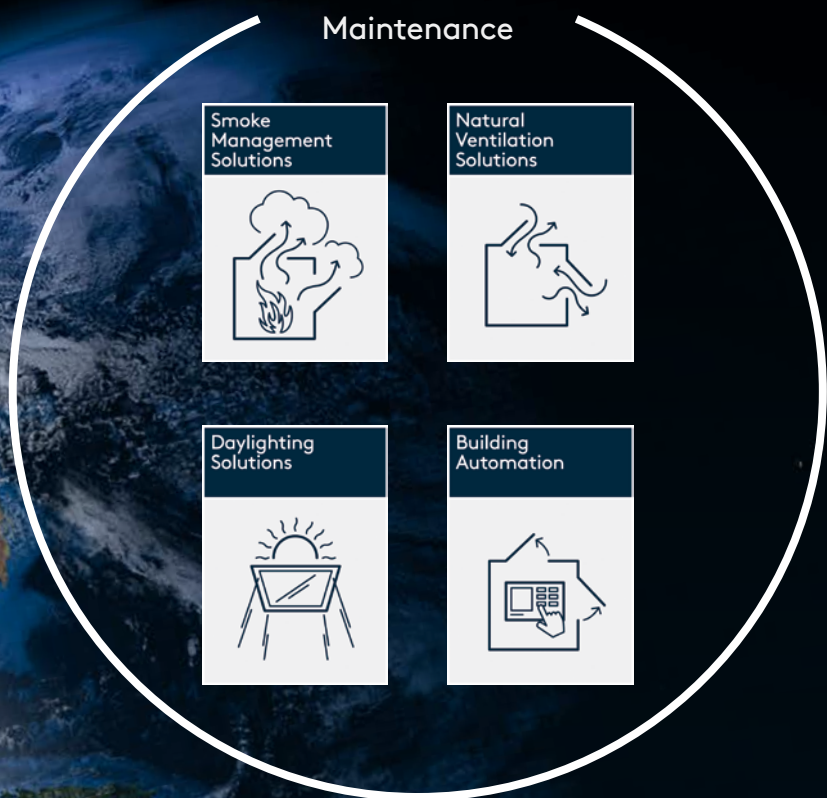 Maintenance
Smoke
Management
Solutions
Natural
Ventilation
Solutions
Daylighting
Solutions
Building
Automation